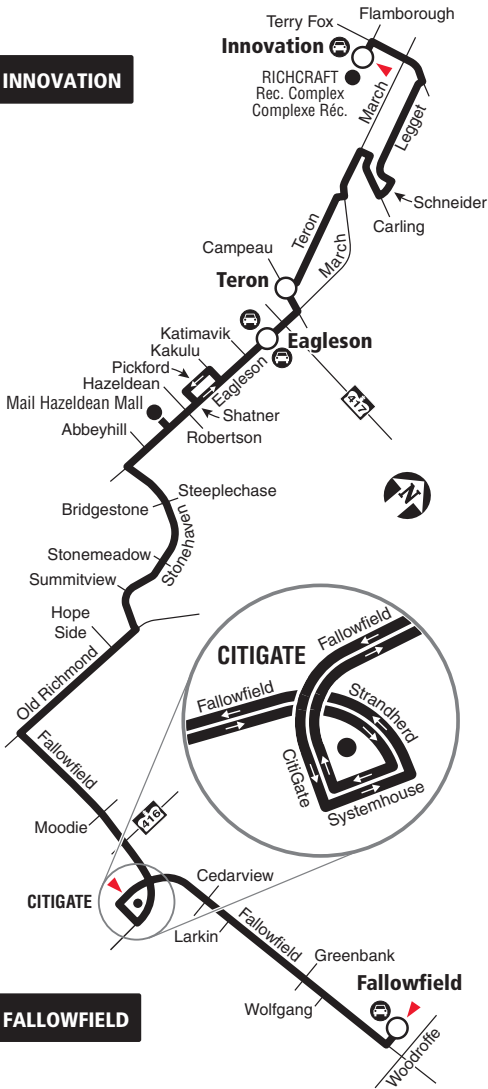 Terry Fox
Flamborough
Innovation
INNOVATION
RICHCRAFT
Rec. Complex
Complexe Réc.
March
Legget
Schneider
Carling
Teron
March
Campeau
Teron
Katimavik
Eagleson
Kakulu
Pickford
Hazeldean
Eagleson
417
Mail Hazeldean Mall
Shatner
Abbeyhill
Robertson
N
Steeplechase
Bridgestone
Stonehaven
Stonemeadow
Summitview
Hope
Side
Old Richmond
CITIGATE
Fallowfield
Fallowfield
Strandherd
CitiGate
Systemhouse
Fallowfield
Moodie
416
CITIGATE
Cedarview
Larkin
Fallowfield
Greenbank
Wolfgang
Fallowfield
FALLOWFIELD
Woodroffe